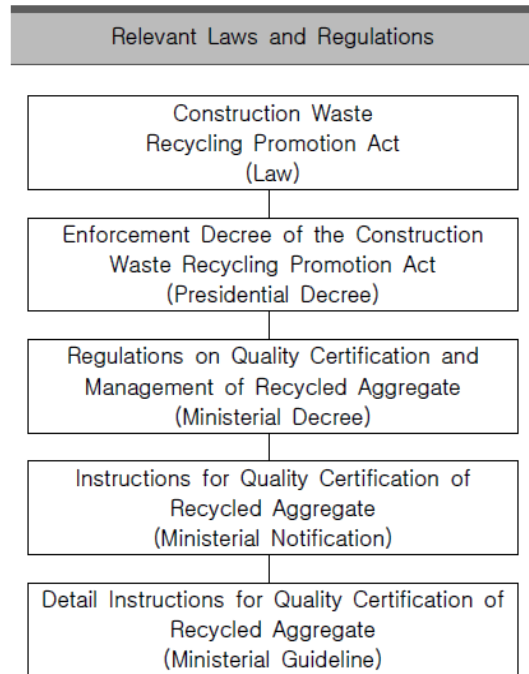 Relevant Laws and Regulations
Construction Waste
Recycling Promotion Act
(Law)
Enforcement Decree of the Construction
Waste Recycling Promotion Act
(Presidential Decree)
Regulations on Quality Certification and
Management of Recycled Aggregate
(Ministerial Decree)
Instructions for Quality Certification of
Recycled Aggregate
(Ministerial Notification)
Detail Instructions for Quality Certification of
Recycled Aggregate
(Ministerial Guideline)